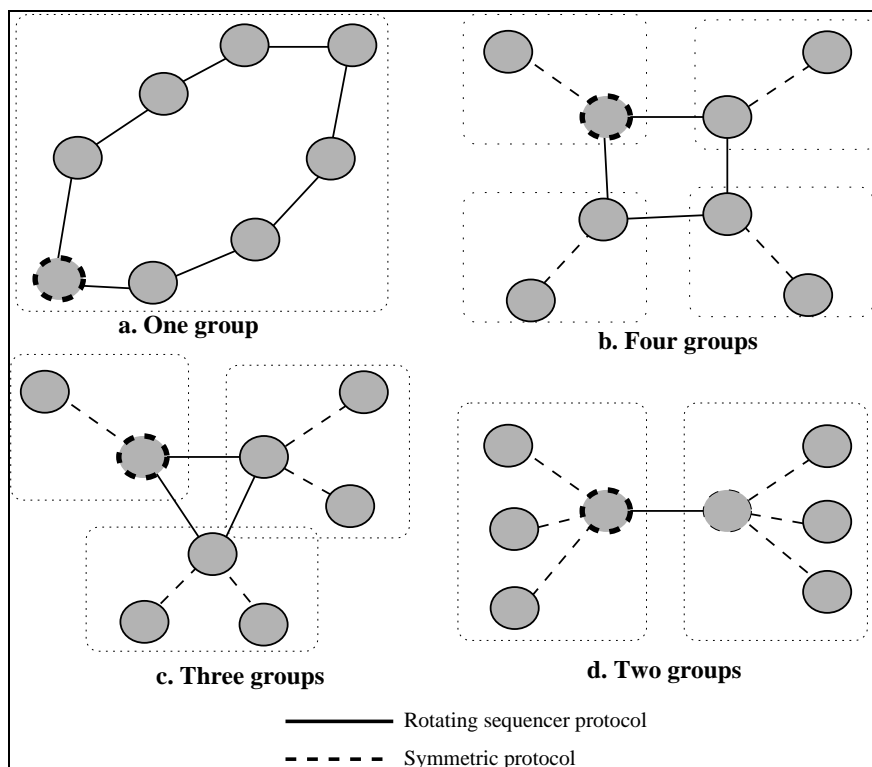 a. One group
b. Four groups
c. Three groups
d. Two groups
Rotating sequencer protocol
Symmetric protocol